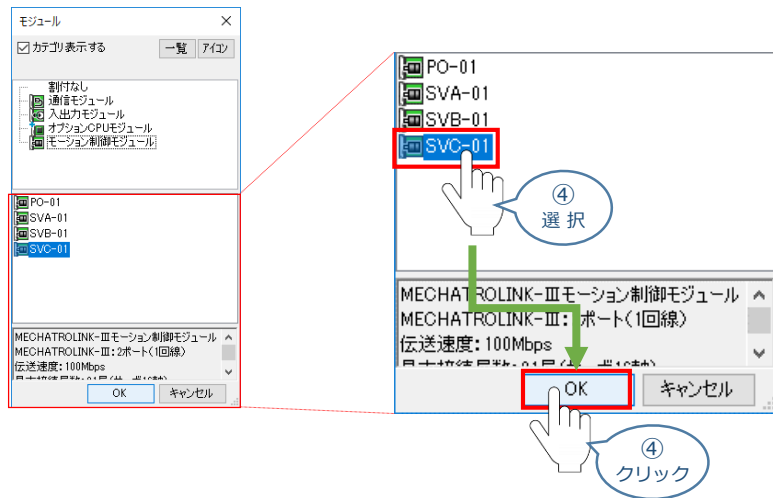 モジュール
カテゴリ表示する
一覧
アイコン
割付なし
通信モジュール
入出力モジュール
オプションCPUモジュール
モーション制御モジュール
PO-01
SVA-01
SVB-01
SVC-01
MECHATROLINK-Ⅲモーション制御モジュール
MECHATROLINK-Ⅲ:2ポート(1回線)
伝送速度:100Mbps
OK
キャンセル
PO-01
SVA-01
SVB-01
SVC-01
④
選択
MECHATROLINK-Ⅲモーション制御モジュール
MECHATROLINK-Ⅲ: ポート(1回線)
伝送速度:100Mbps
OK
キャンセル
④
クリック